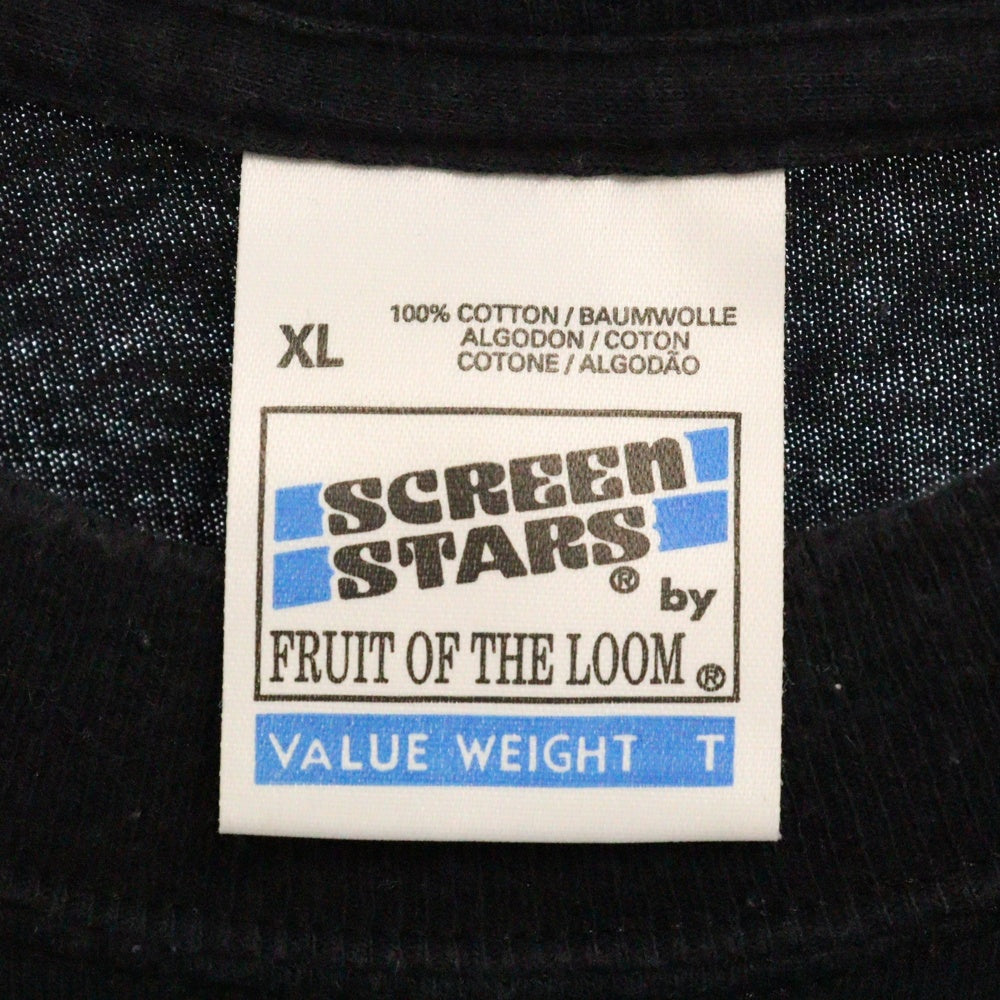 XL
100% COTTON / BAUMWOLLE
ALGODON / COTON
COTONE / ALGODÃO
SCREEN
STARS ®
by
FRUIT OF THE LOOM ®
VALUE WEIGHT T